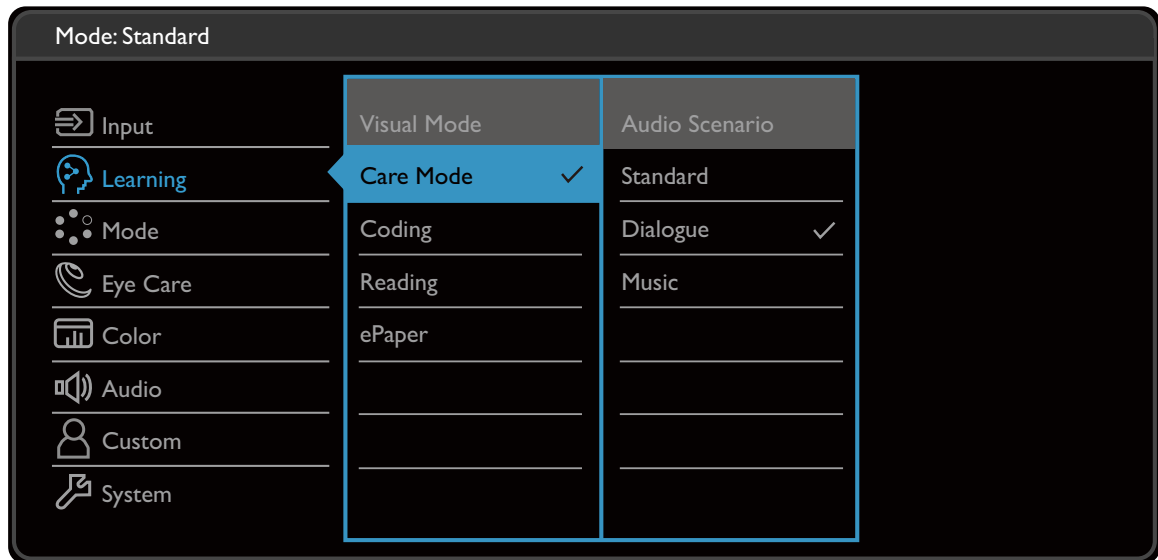 Mode: Standard
Input
Learning
Mode
Eye Care
Color
Audio
Custom
System
Visual Mode
Care Mode
Coding
Reading
ePaper
Audio Scenario
Standard
Dialogue
Music